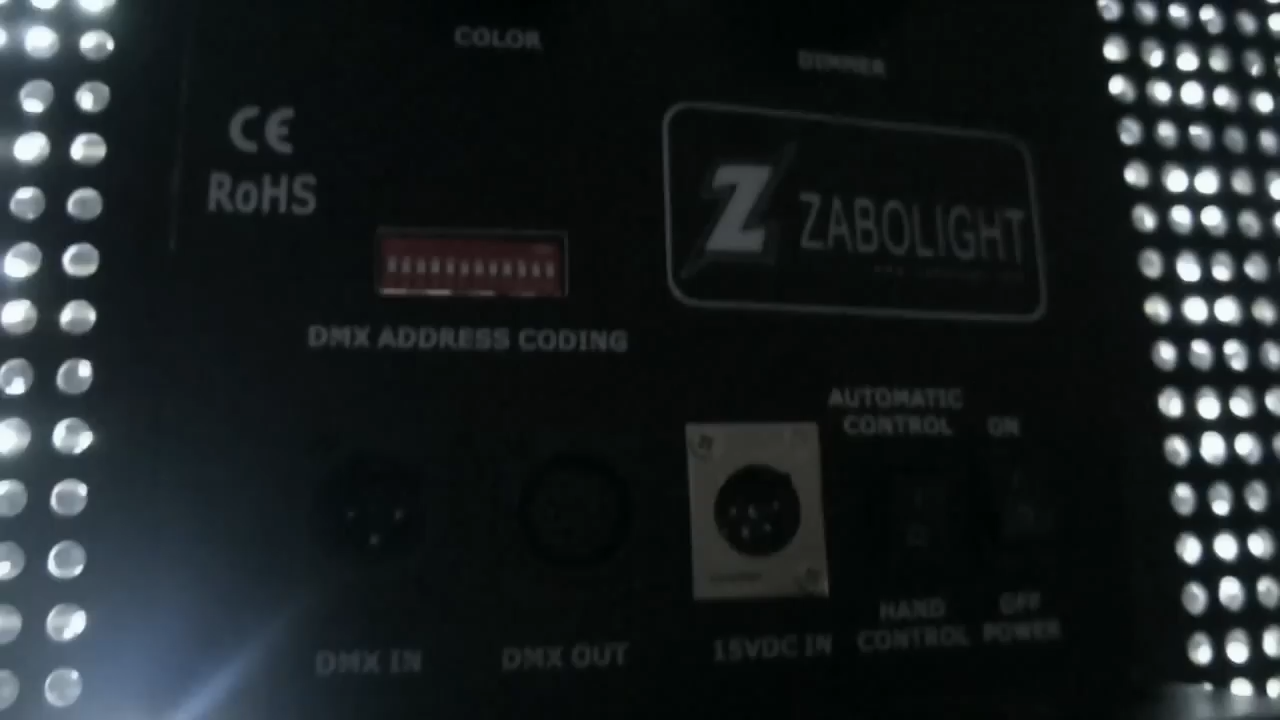 COLOR
DIMMER
CE
RoHS
Z ZABOLIGHT
DMX ADDRESS CODING
AUTOMATIC
CONTROL
ON
DMX IN
DMX OUT
15VDC IN
HAND
CONTROL
OFF
POWER